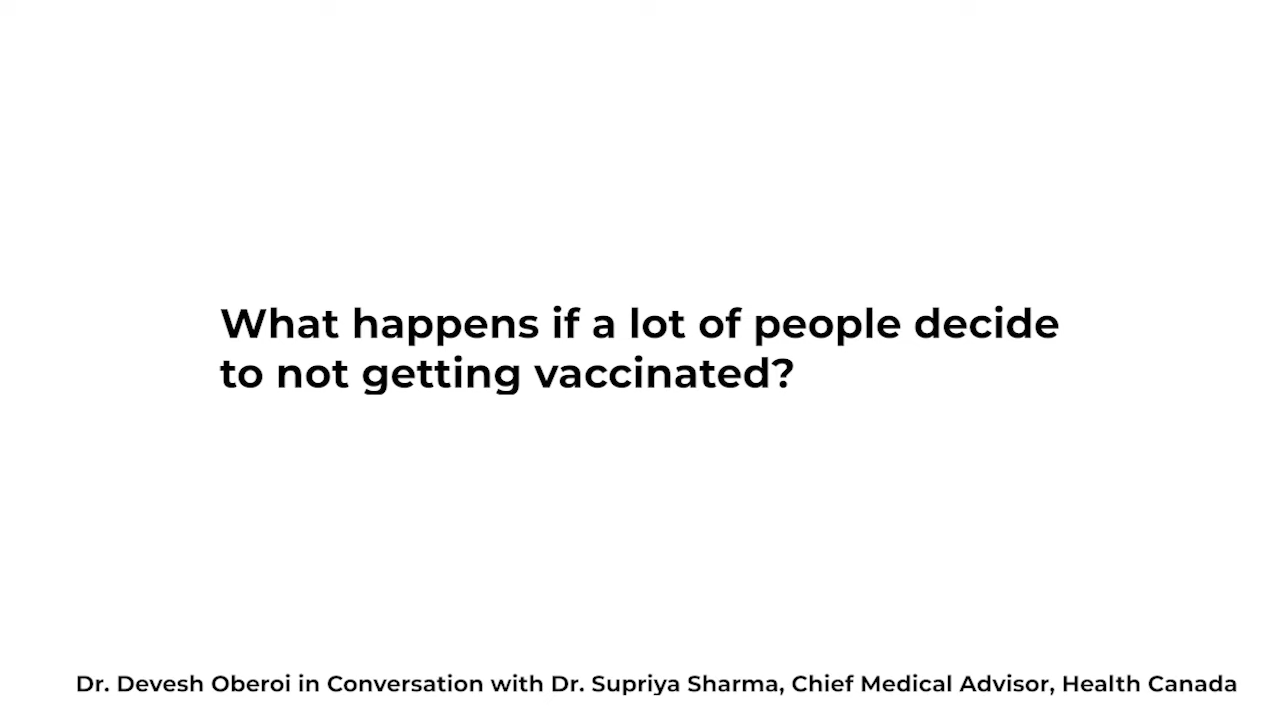 What happens if a lot of people decide
to not getting vaccinated?
Dr. Devesh Oberoi in Conversation with Dr. Supriya Sharma, Chief Medical Advisor, Health Canada